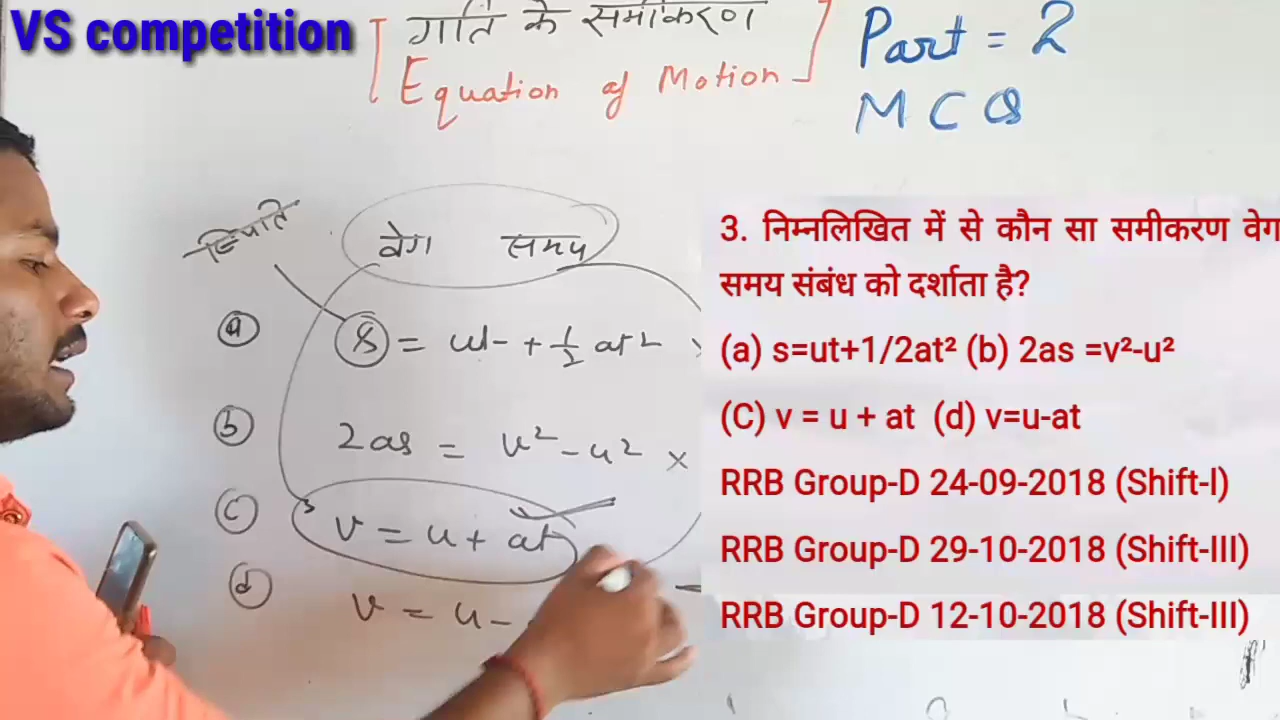 VS competition
गति के समीकरण
Equation of Motion
Part = 2
MCQ
स्थिति
वेग समय
(a) s = ut + 1/2 at²
(b) 2as = v² - u² ×
(c) v = u + at
(d) v = u -
3. निम्नलिखित में से कौन सा समीकरण वेग
समय संबंध को दर्शाता है?
(a) s=ut+1/2at² (b) 2as =v²-u²
(C) v = u + at (d) v=u-at
RRB Group-D 24-09-2018 (Shift-I)
RRB Group-D 29-10-2018 (Shift-III)
RRB Group-D 12-10-2018 (Shift-III)